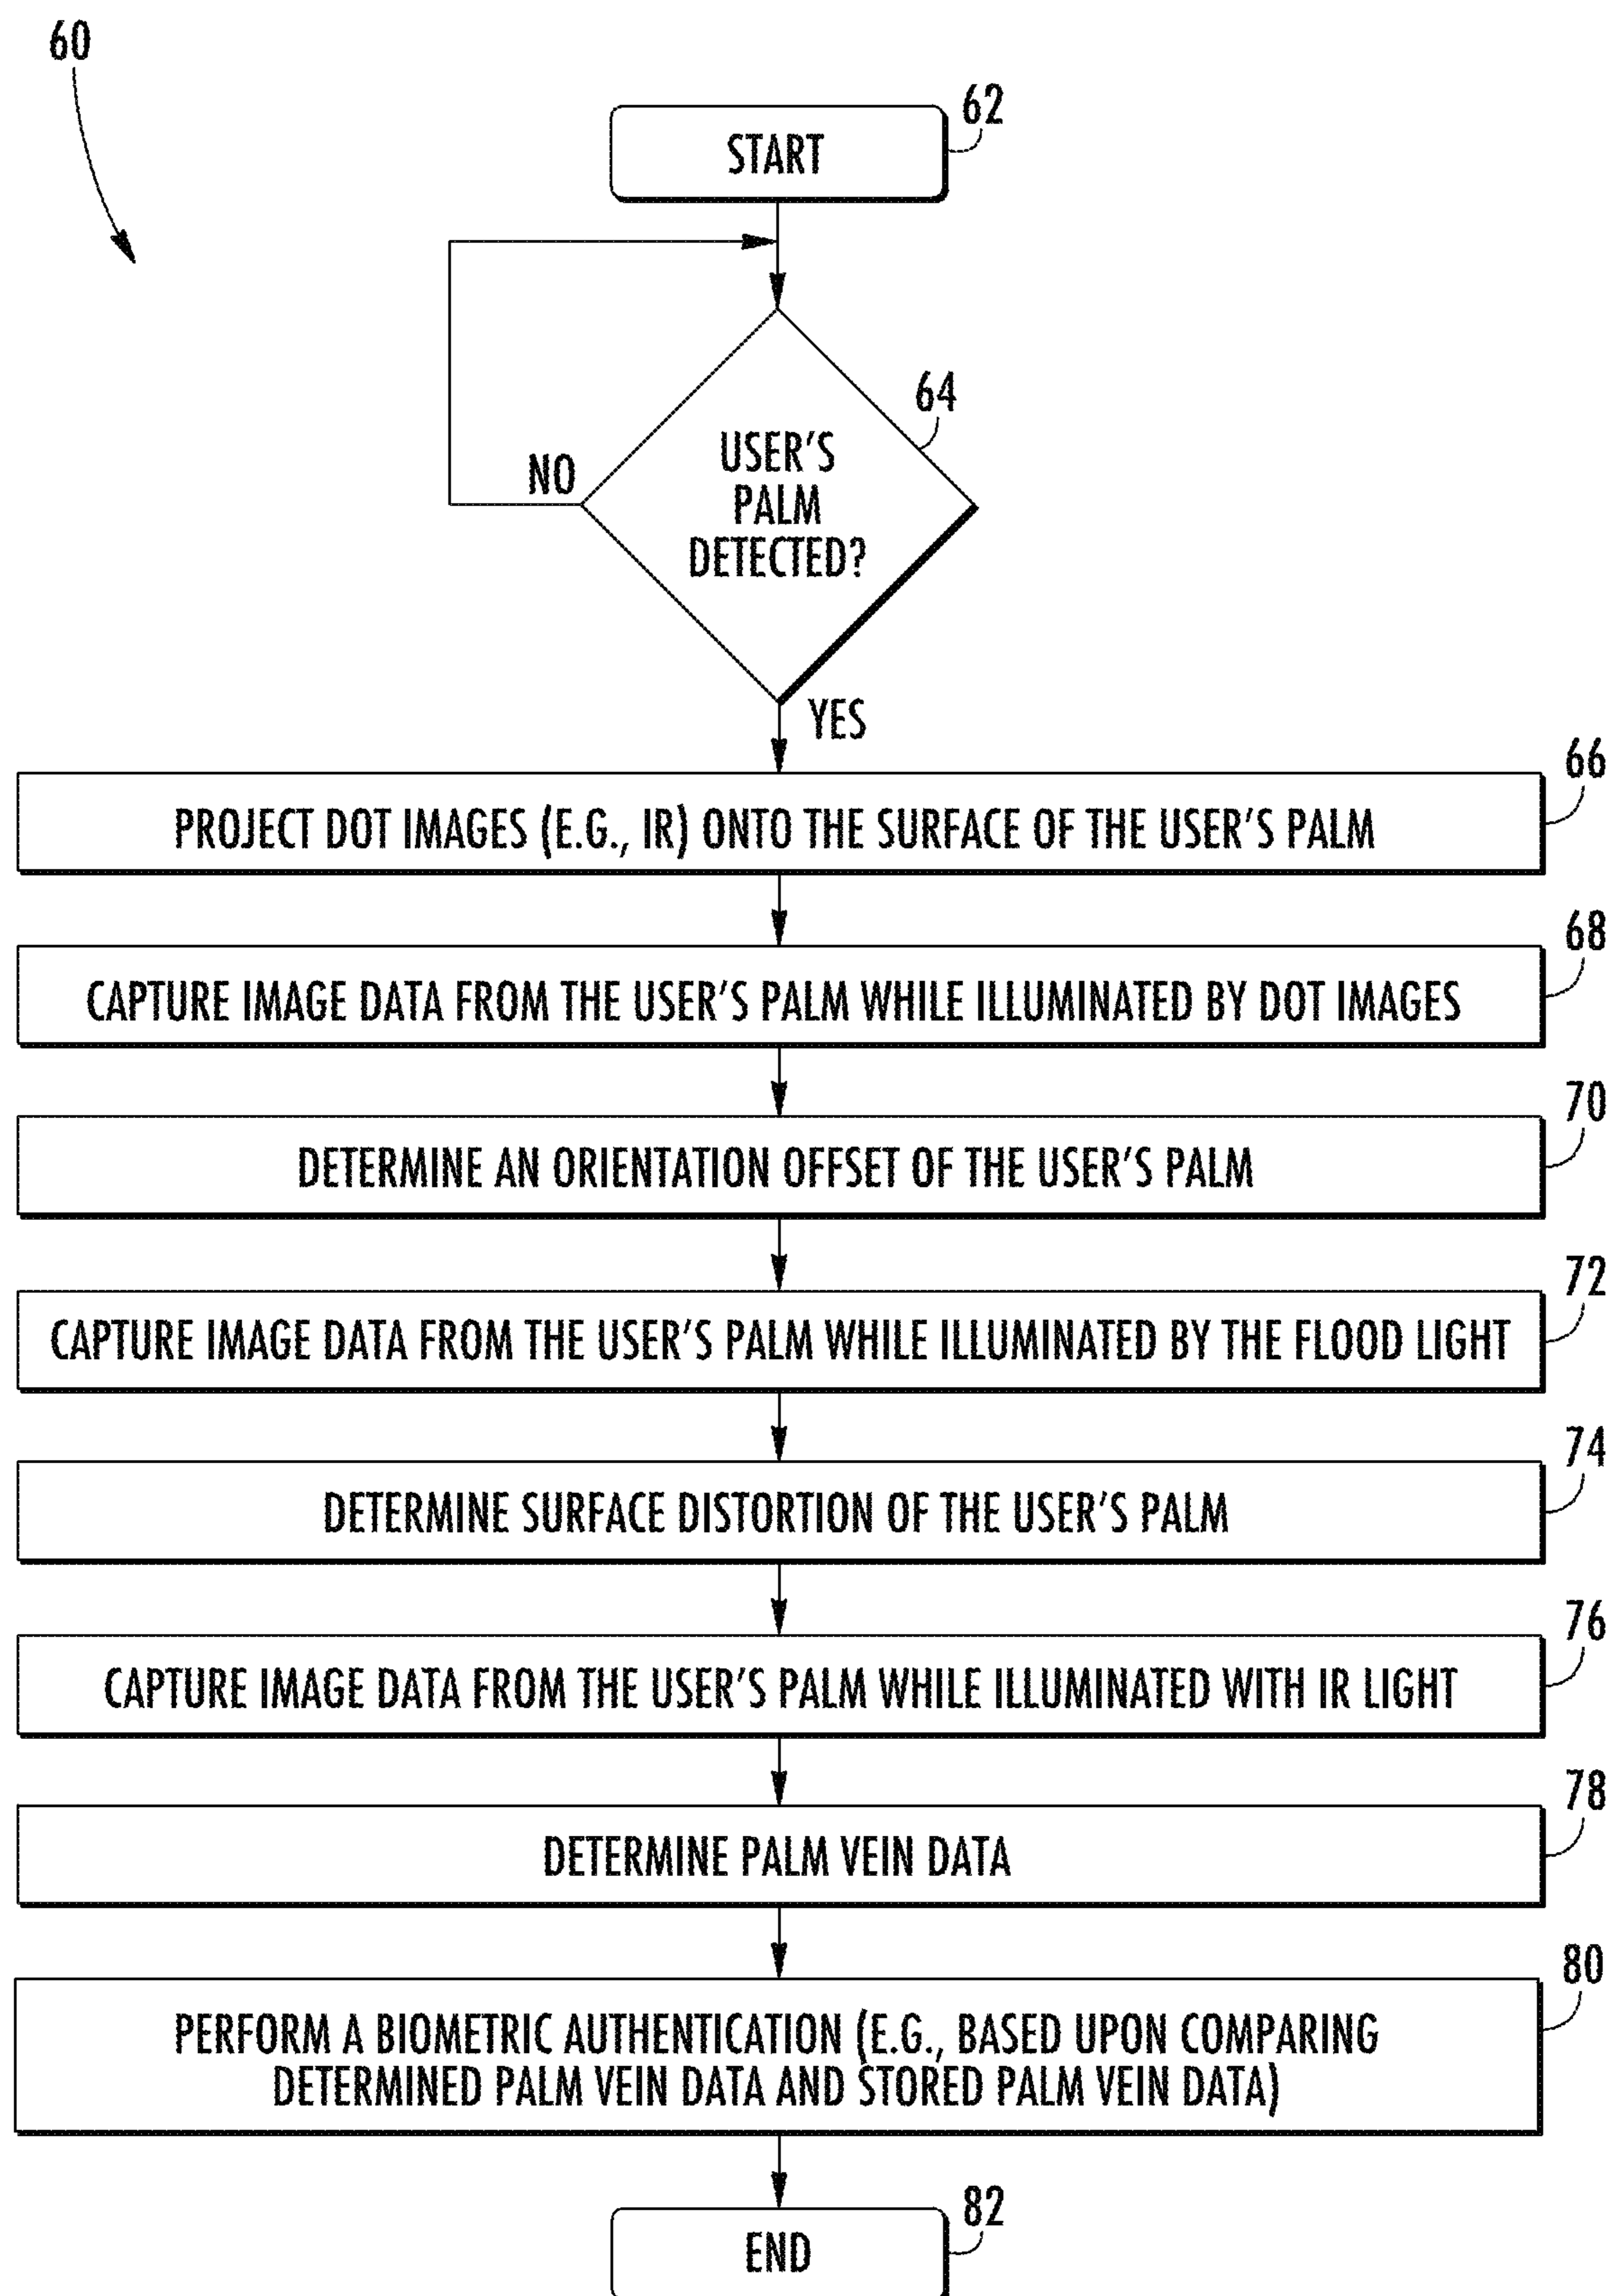 60
62
START
64
USER'S
PALM
DETECTED?
NO
YES
66
PROJECT DOT IMAGES (E.G., IR) ONTO THE SURFACE OF THE USER'S PALM
68
CAPTURE IMAGE DATA FROM THE USER'S PALM WHILE ILLUMINATED BY DOT IMAGES
70
DETERMINE AN ORIENTATION OFFSET OF THE USER'S PALM
72
CAPTURE IMAGE DATA FROM THE USER'S PALM WHILE ILLUMINATED BY THE FLOOD LIGHT
74
DETERMINE SURFACE DISTORTION OF THE USER'S PALM
76
CAPTURE IMAGE DATA FROM THE USER'S PALM WHILE ILLUMINATED WITH IR LIGHT
78
DETERMINE PALM VEIN DATA
80
PERFORM A BIOMETRIC AUTHENTICATION (E.G., BASED UPON COMPARING
DETERMINED PALM VEIN DATA AND STORED PALM VEIN DATA)
82
END